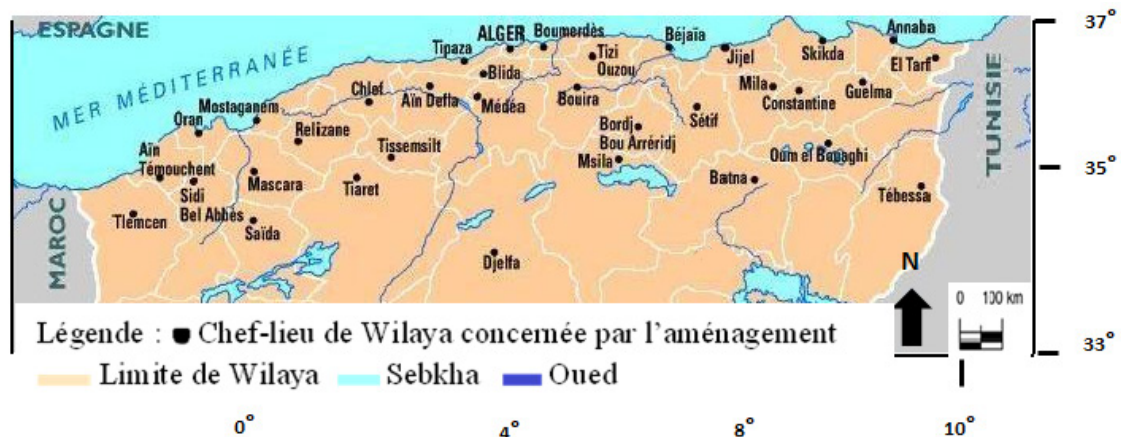 ESPAGNE
MER MÉDITERRANÉE
37°
Annaba
ALGER
Boumerdès
Béjaïa
Skikda
Tipaza
Tizi
Ouzou
Jijel
El Tarf
Blida
Mila
Guelma
Chlef
Aïn Defla
Médéa
Bouira
Constantine
Mostaganem
Oran
Relizane
Sétif
Bordj
Bou Arréridj
TUNISIE
Aïn
Témouchent
Tissemsilt
Msila
Oum el Bouaghi
35°
Sidi
Bel Abbès
Mascara
Tiaret
Batna
Tébessa
Tlemcen
Saïda
MAROC
Djelfa
N
0 100 km
Légende : Chef-lieu de Wilaya concernée par l'aménagement
33°
Limite de Wilaya Sebkha Oued
0° 4° 8° 10°